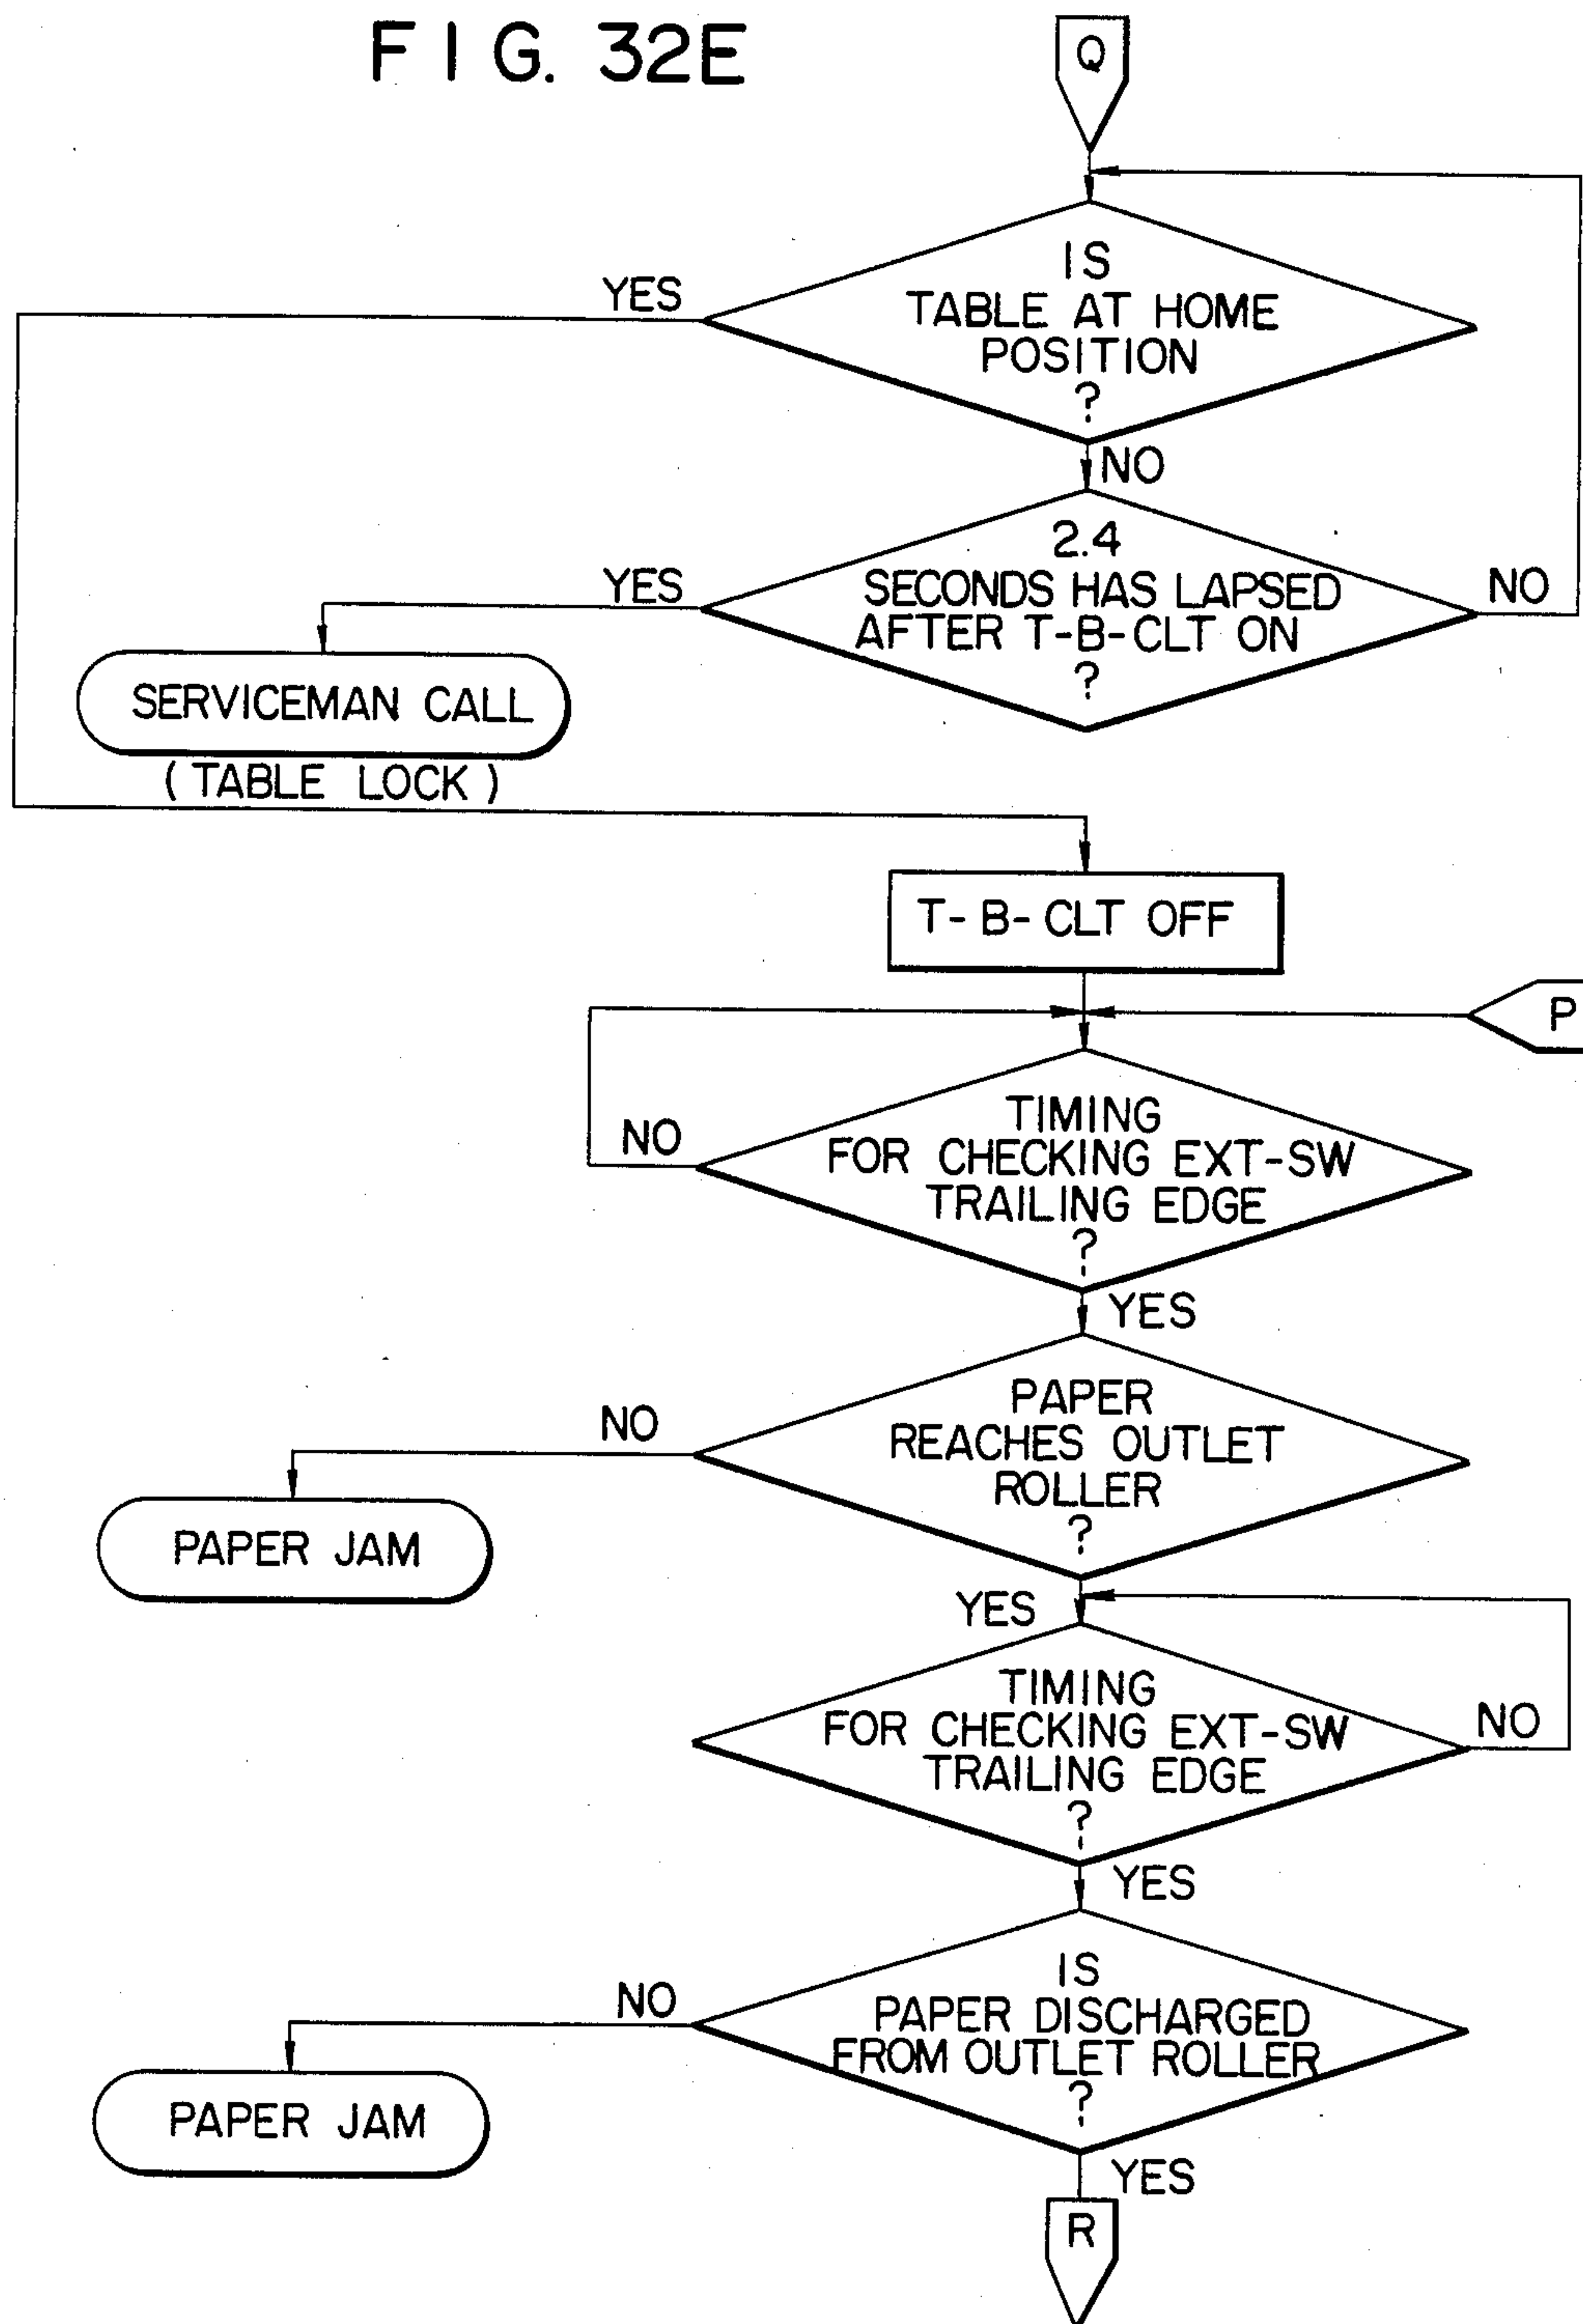 FIG. 32E
Q
IS
TABLE AT HOME
POSITION
?
YES
NO
2.4
SECONDS HAS LAPSED
AFTER T-B-CLT ON
?
YES
NO
SERVICEMAN CALL
(TABLE LOCK)
T-B-CLT OFF
P
TIMING
FOR CHECKING EXT-SW
TRAILING EDGE
?
NO
YES
PAPER
REACHES OUTLET
ROLLER
?
NO
PAPER JAM
YES
TIMING
FOR CHECKING EXT-SW
TRAILING EDGE
?
NO
YES
IS
PAPER DISCHARGED
FROM OUTLET ROLLER
?
NO
PAPER JAM
YES
R